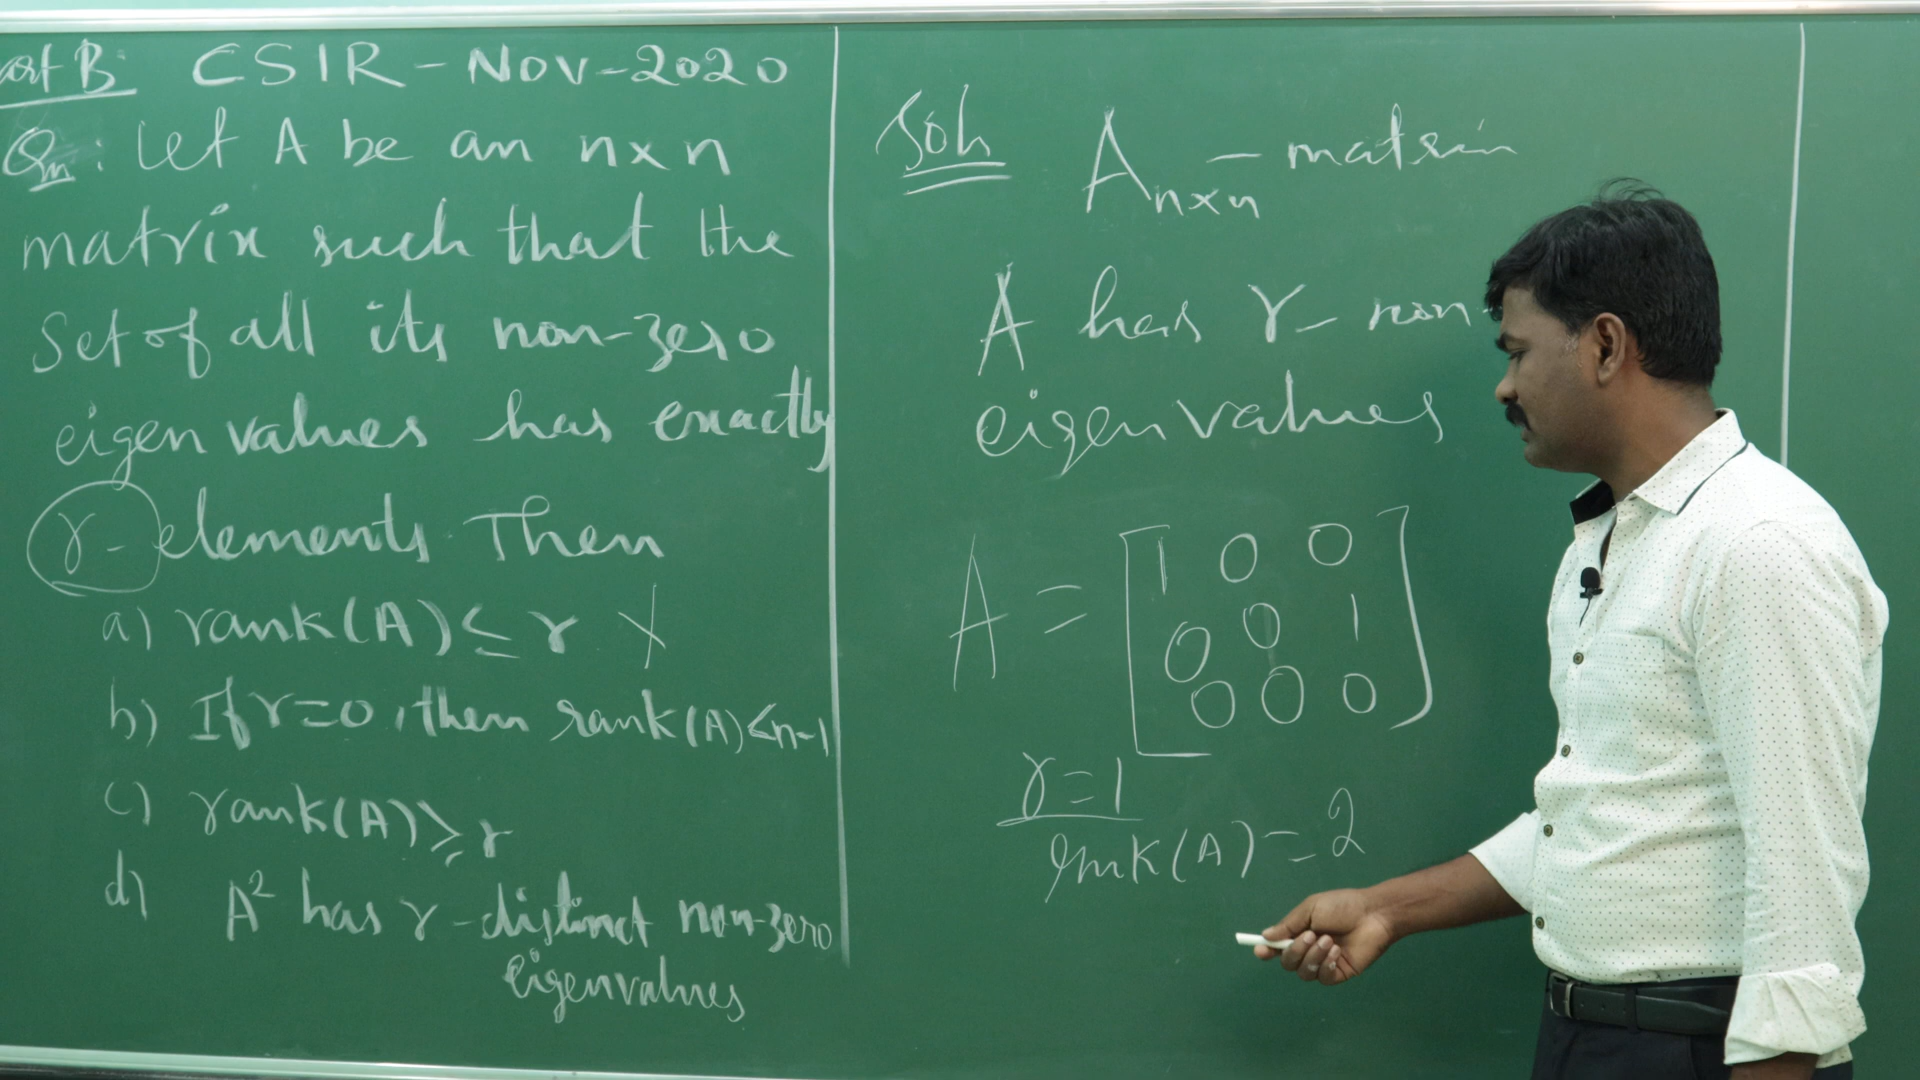 art B: CSIR - NOV - 2020
Qn: Let A be an n×n
matrix such that the
Set of all its non-zero
eigen values has exactly
r - elements Then
a) rank(A) ≤ r X
b) If r=0, then rank(A) < n-1
c) rank(A) ≥ r
d) A² has r - distinct non-zero
eigenvalues
Soln A n×n - matrix
A has r - non-
eigen values
A = [ 1 0 0
0 0 1
0 0 0 ]
r = 1
rank(A) = 2